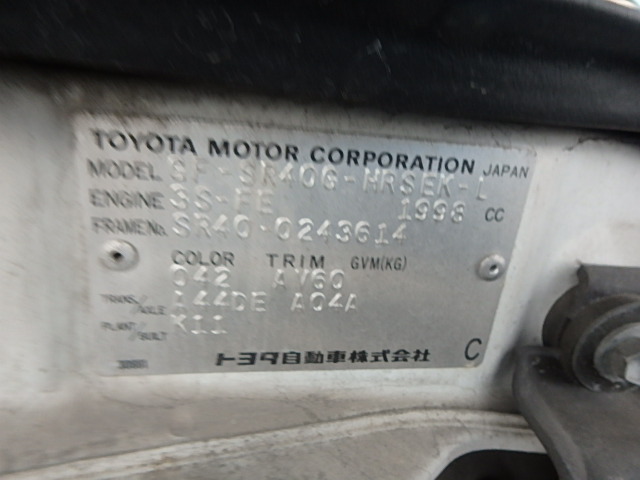 TOYOTA MOTOR CORPORATION JAPAN
MODEL GF-SR40G-MRSEK-L
ENGINE 3S-FE 1998 CC
FRAME No. SR40-0243614
COLOR TRIM GVM(KG)
042 AV60
TRANS./AXLE A44DE A04A
PLANT/BUILT K11
トヨタ自動車株式会社 C